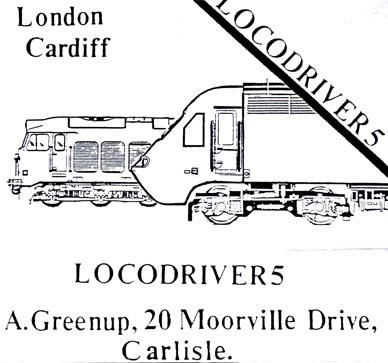 London
Cardiff
LOCODRIVER5
LOCODRIVER5
A.Greenup, 20 Moorville Drive,
Carlisle.